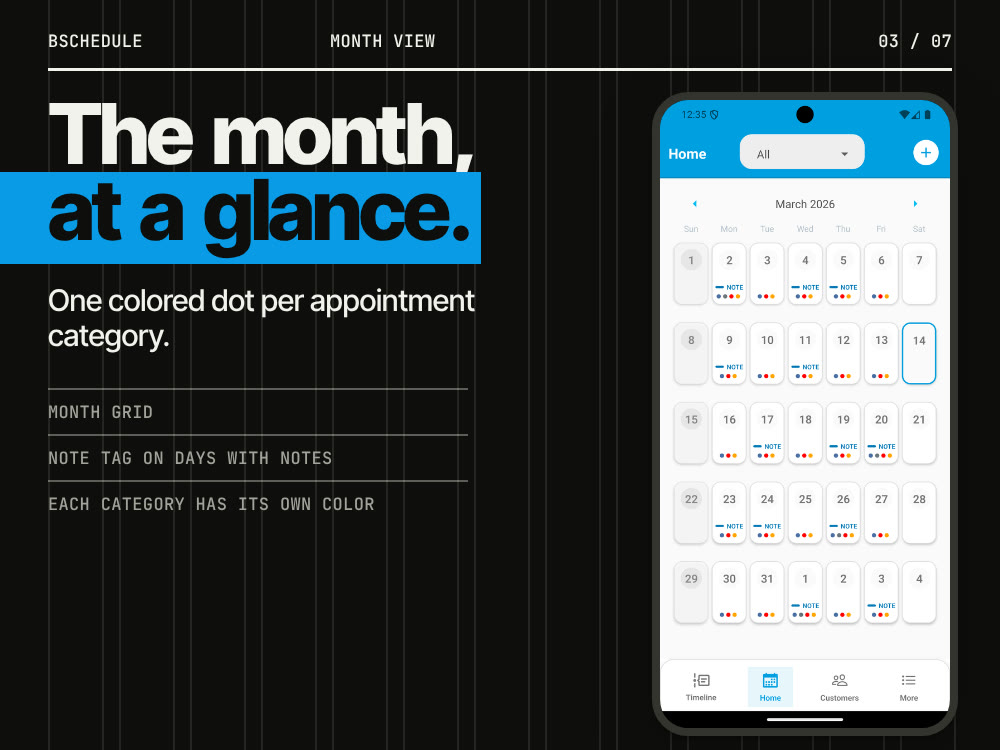 BSCHEDULE MONTH VIEW 03 / 07
The month,
at a glance.
One colored dot per appointment
category.
MONTH GRID
NOTE TAG ON DAYS WITH NOTES
EACH CATEGORY HAS ITS OWN COLOR
12:35
Home All +
March 2026
Sun Mon Tue Wed Thu Fri Sat
1 2 3 4 5 6 7
NOTE NOTE NOTE
8 9 10 11 12 13 14
NOTE NOTE
15 16 17 18 19 20 21
NOTE NOTE NOTE
22 23 24 25 26 27 28
NOTE NOTE NOTE
29 30 31 1 2 3 4
NOTE NOTE
Timeline Home Customers More